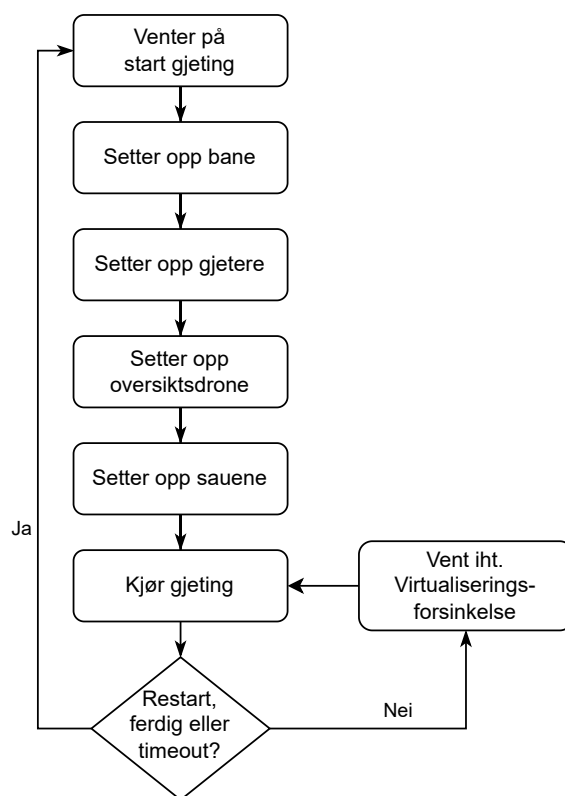 Venter på
start gjeting
Setter opp bane
Setter opp gjetere
Setter opp
oversiktsdrone
Setter opp sauene
Ja
Kjør gjeting
Vent iht.
Virtualiserings-
forsinkelse
Restart,
ferdig eller
timeout?
Nei